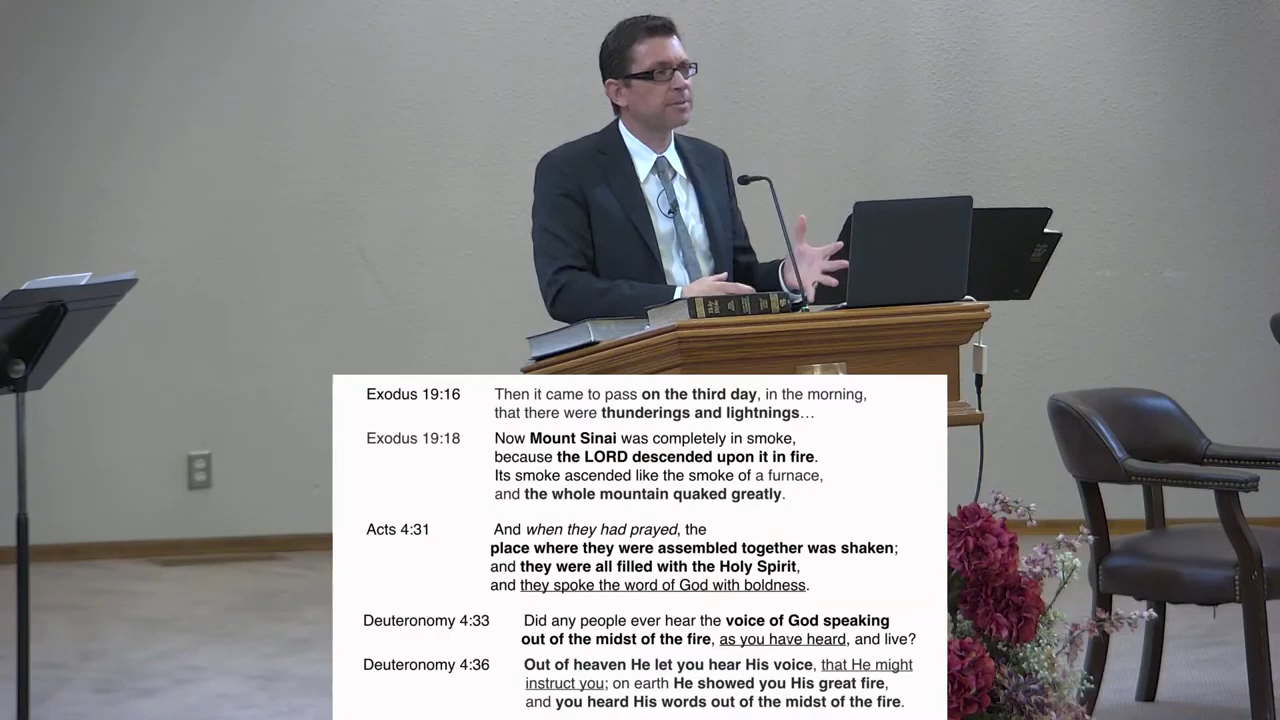 Holy Bible
Exodus 19:16 Then it came to pass on the third day, in the morning,
that there were thunderings and lightnings…
Exodus 19:18 Now Mount Sinai was completely in smoke,
because the LORD descended upon it in fire.
Its smoke ascended like the smoke of a furnace,
and the whole mountain quaked greatly.
Acts 4:31 And when they had prayed, the
place where they were assembled together was shaken;
and they were all filled with the Holy Spirit,
and they spoke the word of God with boldness.
Deuteronomy 4:33 Did any people ever hear the voice of God speaking
out of the midst of the fire, as you have heard, and live?
Deuteronomy 4:36 Out of heaven He let you hear His voice, that He might
instruct you; on earth He showed you His great fire,
and you heard His words out of the midst of the fire.